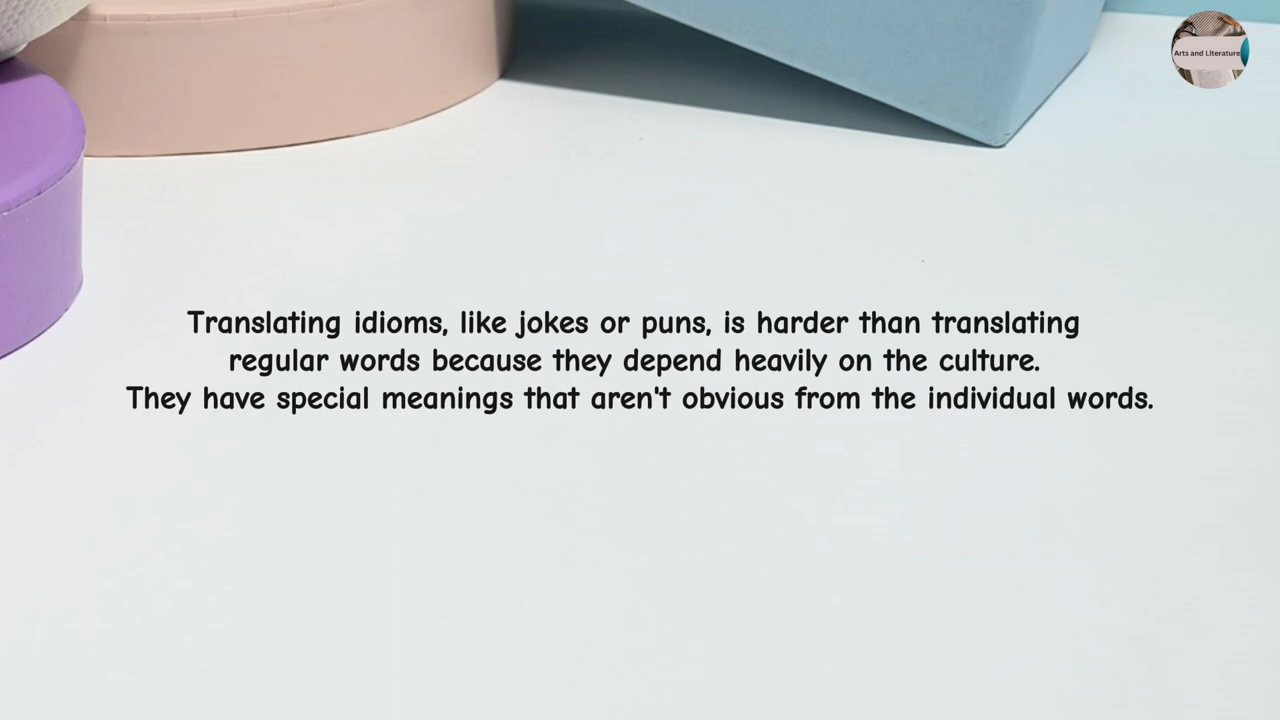 Arts and Literature
Translating idioms, like jokes or puns, is harder than translating
regular words because they depend heavily on the culture.
They have special meanings that aren't obvious from the individual words.